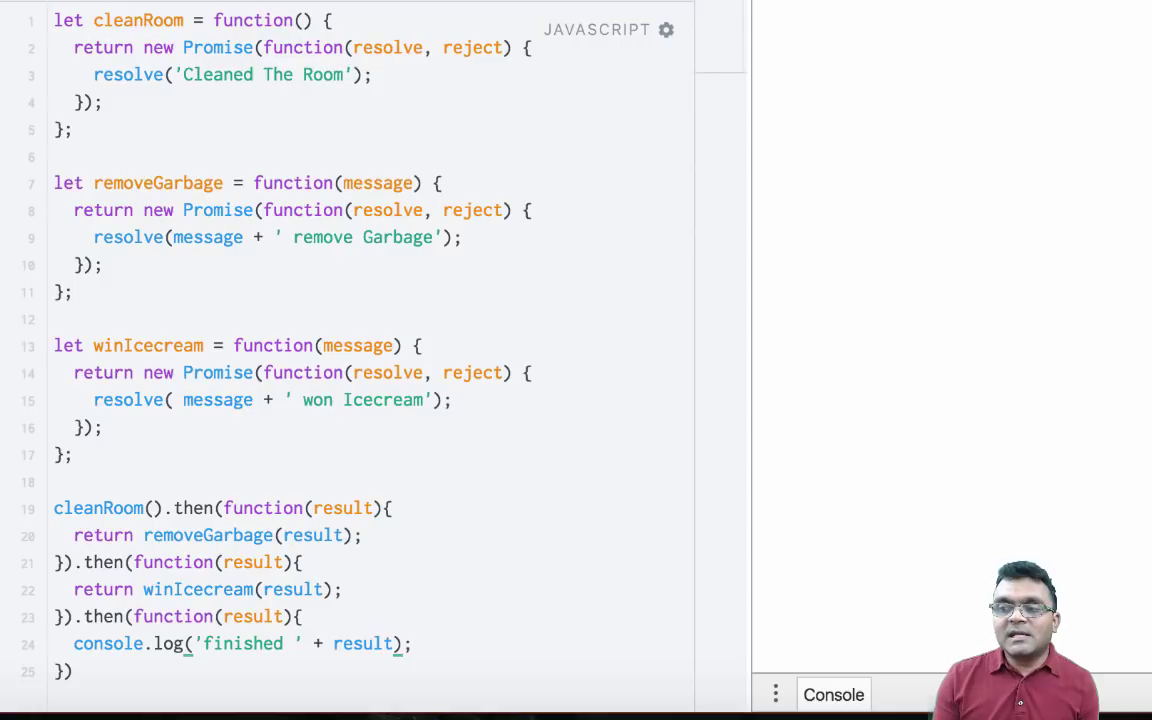 1 let cleanRoom = function() {
JAVASCRIPT
2 return new Promise(function(resolve, reject) {
3 resolve('Cleaned The Room');
4 });
5 };
6
7 let removeGarbage = function(message) {
8 return new Promise(function(resolve, reject) {
9 resolve(message + ' remove Garbage');
10 });
11 };
12
13 let winIcecream = function(message) {
14 return new Promise(function(resolve, reject) {
15 resolve( message + ' won Icecream');
16 });
17 };
18
19 cleanRoom().then(function(result){
20 return removeGarbage(result);
21 }).then(function(result){
22 return winIcecream(result);
23 }).then(function(result){
24 console.log('finished ' + result);
25 })
Console